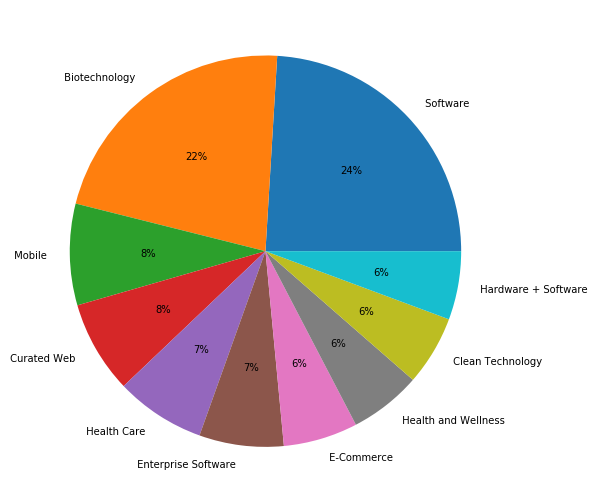 Software
24%
Biotechnology
22%
Mobile
8%
Curated Web
8%
Health Care
7%
Enterprise Software
7%
E-Commerce
6%
Health and Wellness
6%
Clean Technology
6%
Hardware + Software
6%